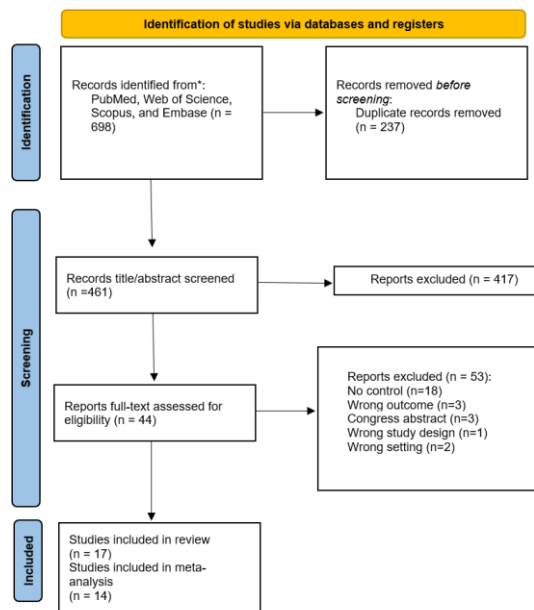 Identification of studies via databases and registers
Identification
Records identified from*:
PubMed, Web of Science,
Scopus, and Embase (n =
698)
Records removed before
screening:
Duplicate records removed
(n = 237)
Screening
Records title/abstract screened
(n =461)
Reports excluded (n = 417)
Reports full-text assessed for
eligibility (n = 44)
Reports excluded (n = 53):
No control (n=18)
Wrong outcome (n=3)
Congress abstract (n=3)
Wrong study design (n=1)
Wrong setting (n=2)
Included
Studies included in review
(n = 17)
Studies included in meta-
analysis
(n = 14)